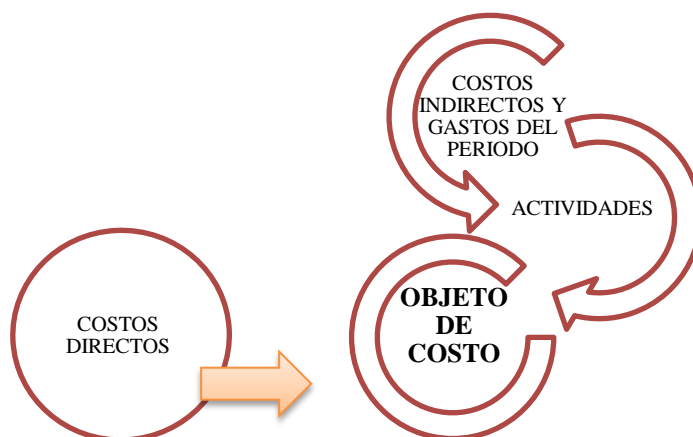 COSTOS
INDIRECTOS Y
GASTOS DEL
PERIODO
ACTIVIDADES
OBJETO
DE
COSTO
COSTOS
DIRECTOS